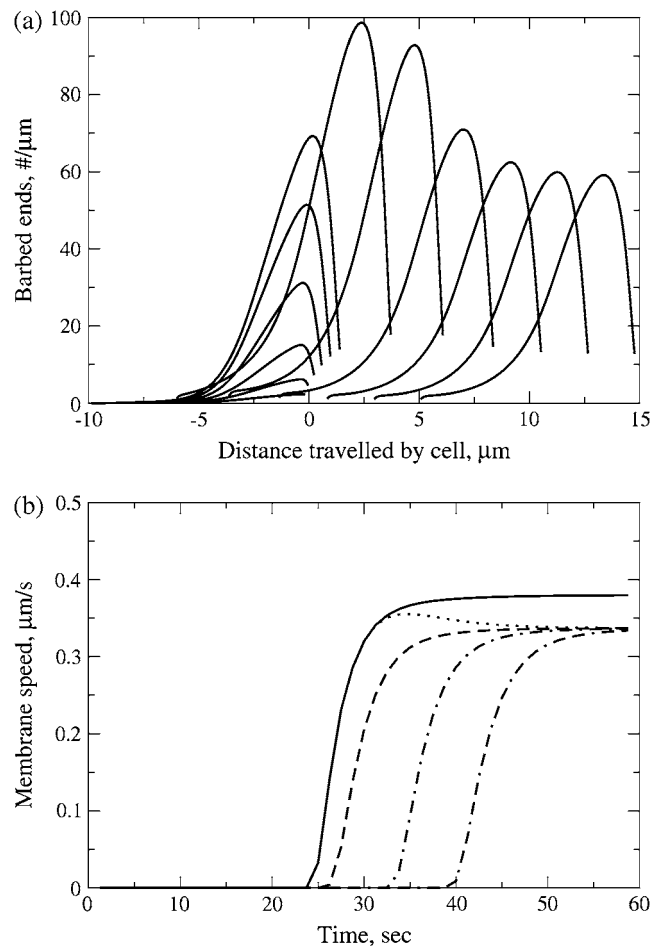 (a)
100
80
60
40
20
0
Barbed ends, #/μm
-10 -5 0 5 10 15
Distance travelled by cell, μm
(b)
0.5
0.4
0.3
0.2
0.1
0
Membrane speed, μm/s
0 10 20 30 40 50 60
Time, sec